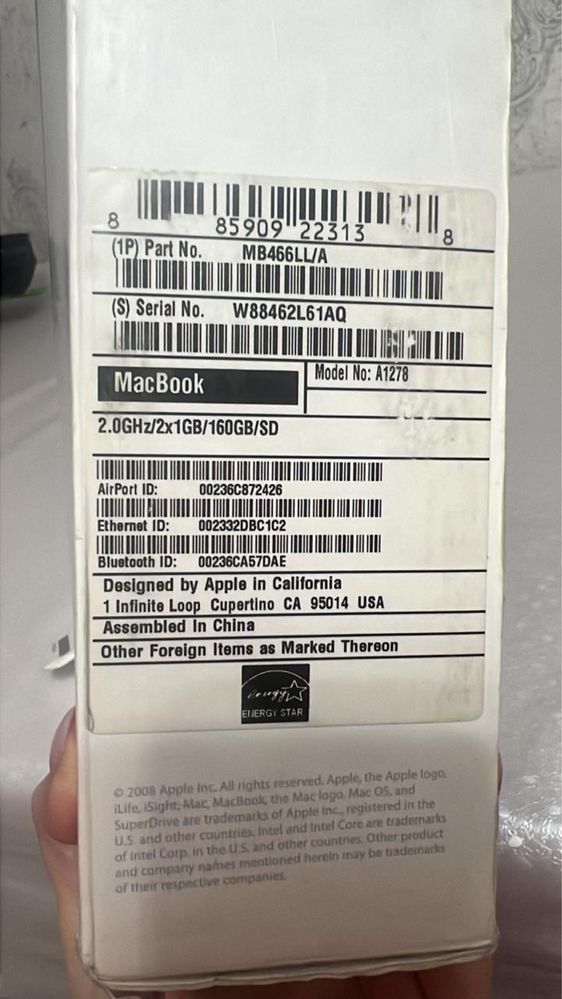 8 85909 22313 8
(1P) Part No. MB466LL/A
(S) Serial No. W88462L61AQ
MacBook
Model No: A1278
2.0GHz/2x1GB/160GB/SD
AirPort ID: 00236C872426
Ethernet ID: 002332DBC1C2
Bluetooth ID: 00236CA57DAE
Designed by Apple in California
1 Infinite Loop Cupertino CA 95014 USA
Assembled In China
Other Foreign Items as Marked Thereon
energy
ENERGY STAR
© 2008 Apple Inc. All rights reserved. Apple, the Apple logo,
iLife, iSight, Mac, MacBook, the Mac logo, Mac OS, and
SuperDrive are trademarks of Apple Inc., registered in the
U.S. and other countries. Intel and Intel Core are trademarks
of Intel Corp. in the U.S. and other countries. Other product
and company names mentioned herein may be trademarks
of their respective companies.